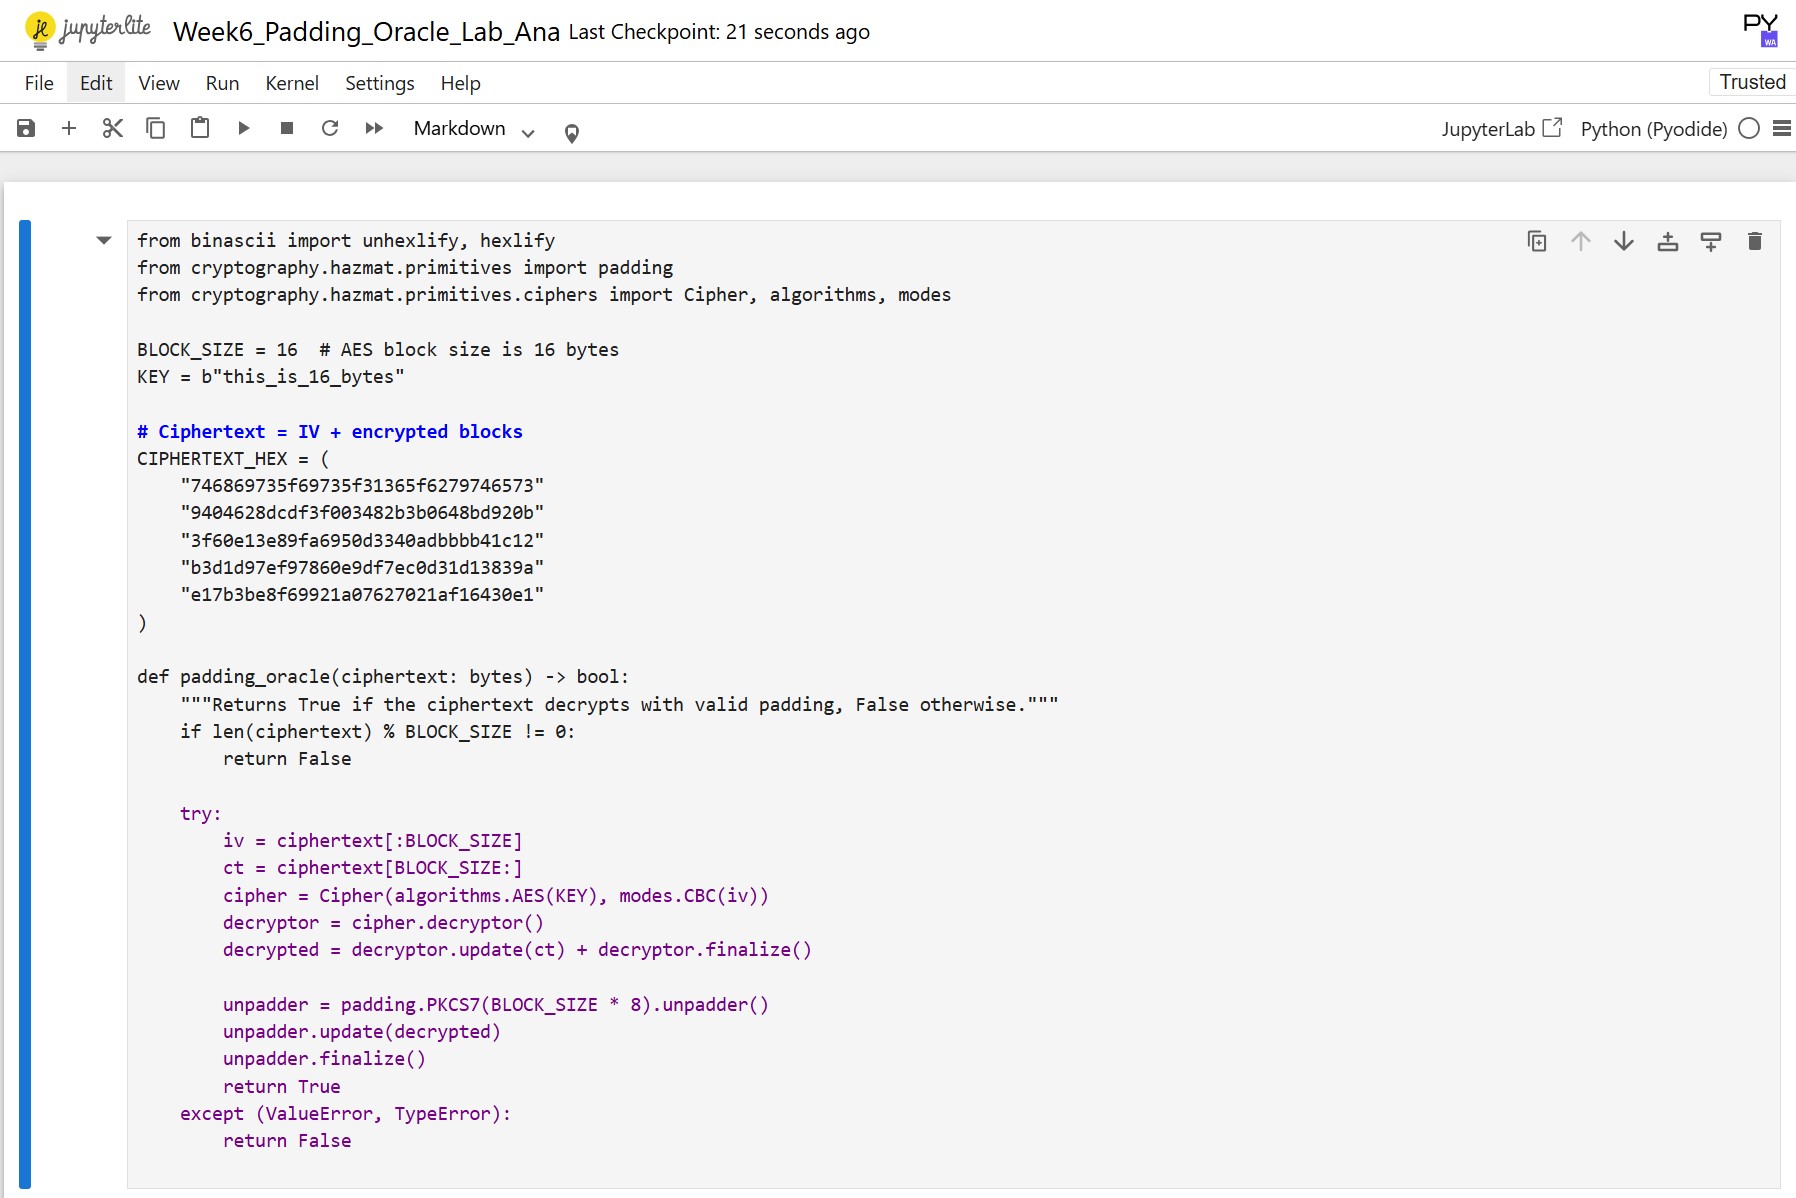 jupyterlite Week6_Padding_Oracle_Lab_Ana Last Checkpoint: 21 seconds ago
PY
WA
File Edit View Run Kernel Settings Help Trusted
Markdown JupyterLab Python (Pyodide)
from binascii import unhexlify, hexlify
from cryptography.hazmat.primitives import padding
from cryptography.hazmat.primitives.ciphers import Cipher, algorithms, modes
BLOCK_SIZE = 16  # AES block size is 16 bytes
KEY = b"this_is_16_bytes"
# Ciphertext = IV + encrypted blocks
CIPHERTEXT_HEX = (
    "746869735f69735f31365f6279746573"
    "9404628dcdf3f003482b3b0648bd920b"
    "3f60e13e89fa6950d3340adbbbb41c12"
    "b3d1d97ef97860e9df7ec0d31d13839a"
    "e17b3be8f69921a07627021af16430e1"
)
def padding_oracle(ciphertext: bytes) -> bool:
    """Returns True if the ciphertext decrypts with valid padding, False otherwise."""
    if len(ciphertext) % BLOCK_SIZE != 0:
        return False
    try:
        iv = ciphertext[:BLOCK_SIZE]
        ct = ciphertext[BLOCK_SIZE:]
        cipher = Cipher(algorithms.AES(KEY), modes.CBC(iv))
        decryptor = cipher.decryptor()
        decrypted = decryptor.update(ct) + decryptor.finalize()
        unpadder = padding.PKCS7(BLOCK_SIZE * 8).unpadder()
        unpadder.update(decrypted)
        unpadder.finalize()
        return True
    except (ValueError, TypeError):
        return False